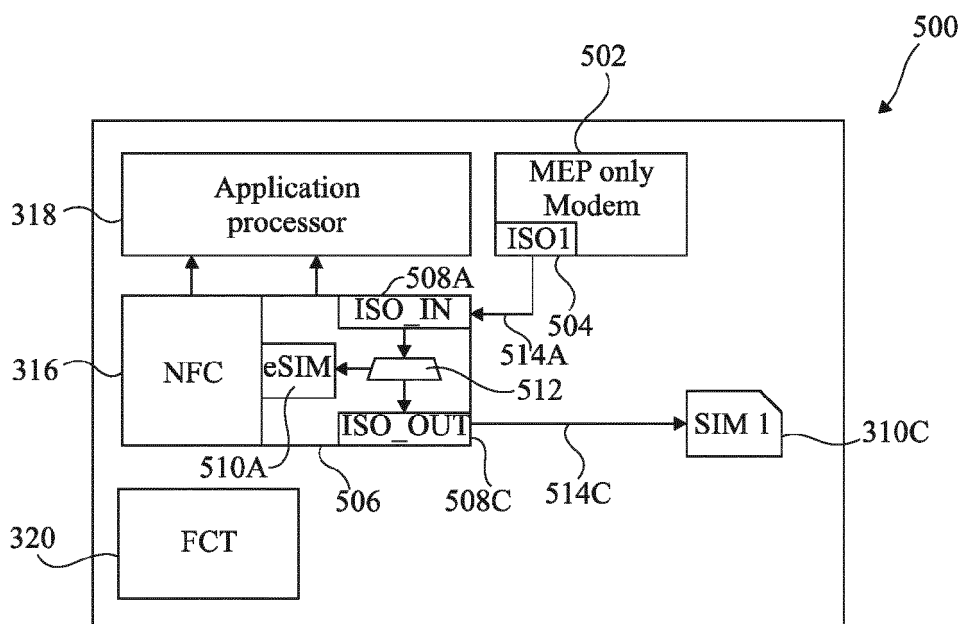 500
502
Application
processor
MEP only
Modem
318
ISO1
508A
ISO_IN
504
514A
316
NFC
eSIM
512
ISO_OUT
SIM 1
310C
510A
506
508C
514C
320
FCT